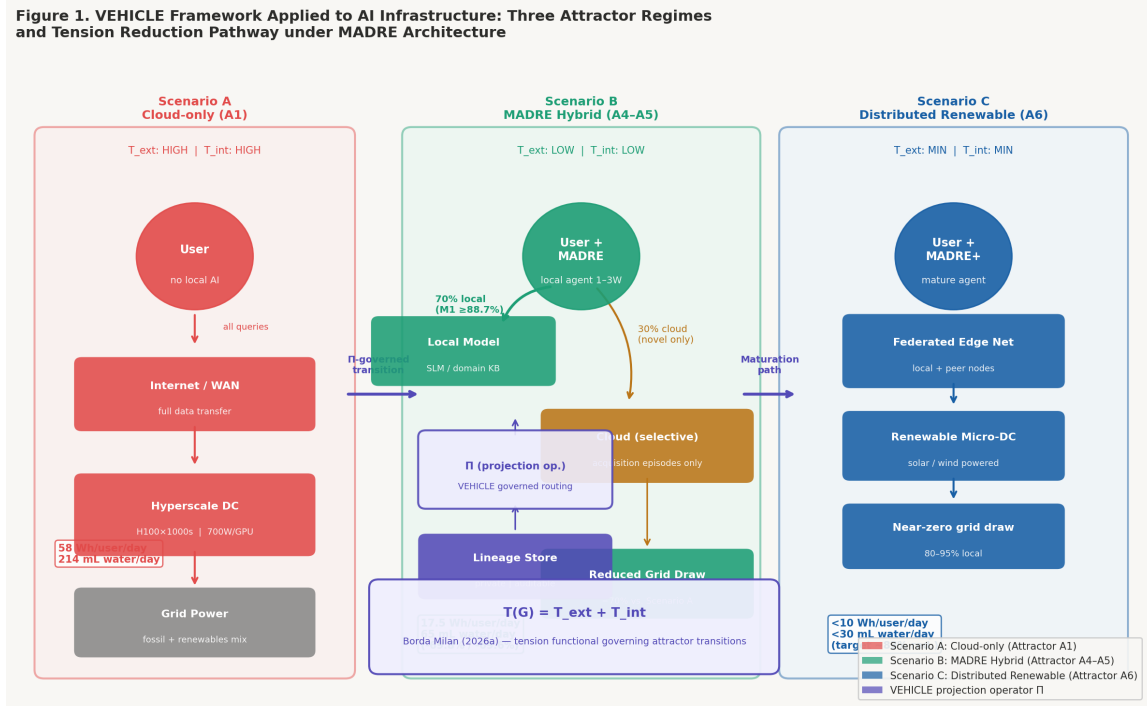 Figure 1. VEHICLE Framework Applied to AI Infrastructure: Three Attractor Regimes
and Tension Reduction Pathway under MADRE Architecture
Scenario A
Cloud-only (A1)
T_ext: HIGH | T_int: HIGH
User
no local AI
all queries
Internet / WAN
full data transfer
Hyperscale DC
H100×1000s | 700W/GPU
58 Wh/user/day
214 mL water/day
Grid Power
fossil + renewables mix
Π-governed
transition
Scenario B
MADRE Hybrid (A4–A5)
T_ext: LOW | T_int: LOW
User +
MADRE
local agent 1–3W
70% local
(M1 ≥88.7%)
30% cloud
(novel only)
Local Model
SLM / domain KB
Cloud (selective)
episodes only
Π (projection op.)
VEHICLE governed routing
Lineage Store
Reduced Grid Draw
T(G) = T_ext + T_int
Borda Milan (2026a) — tension functional governing attractor transitions
Maturation
path
Scenario C
Distributed Renewable (A6)
T_ext: MIN | T_int: MIN
User +
MADRE+
mature agent
Federated Edge Net
local + peer nodes
Renewable Micro-DC
solar / wind powered
Near-zero grid draw
80–95% local
<10 Wh/user/day
<30 mL water/day
Scenario A: Cloud-only (Attractor A1)
Scenario B: MADRE Hybrid (Attractor A4–A5)
Scenario C: Distributed Renewable (Attractor A6)
VEHICLE projection operator Π